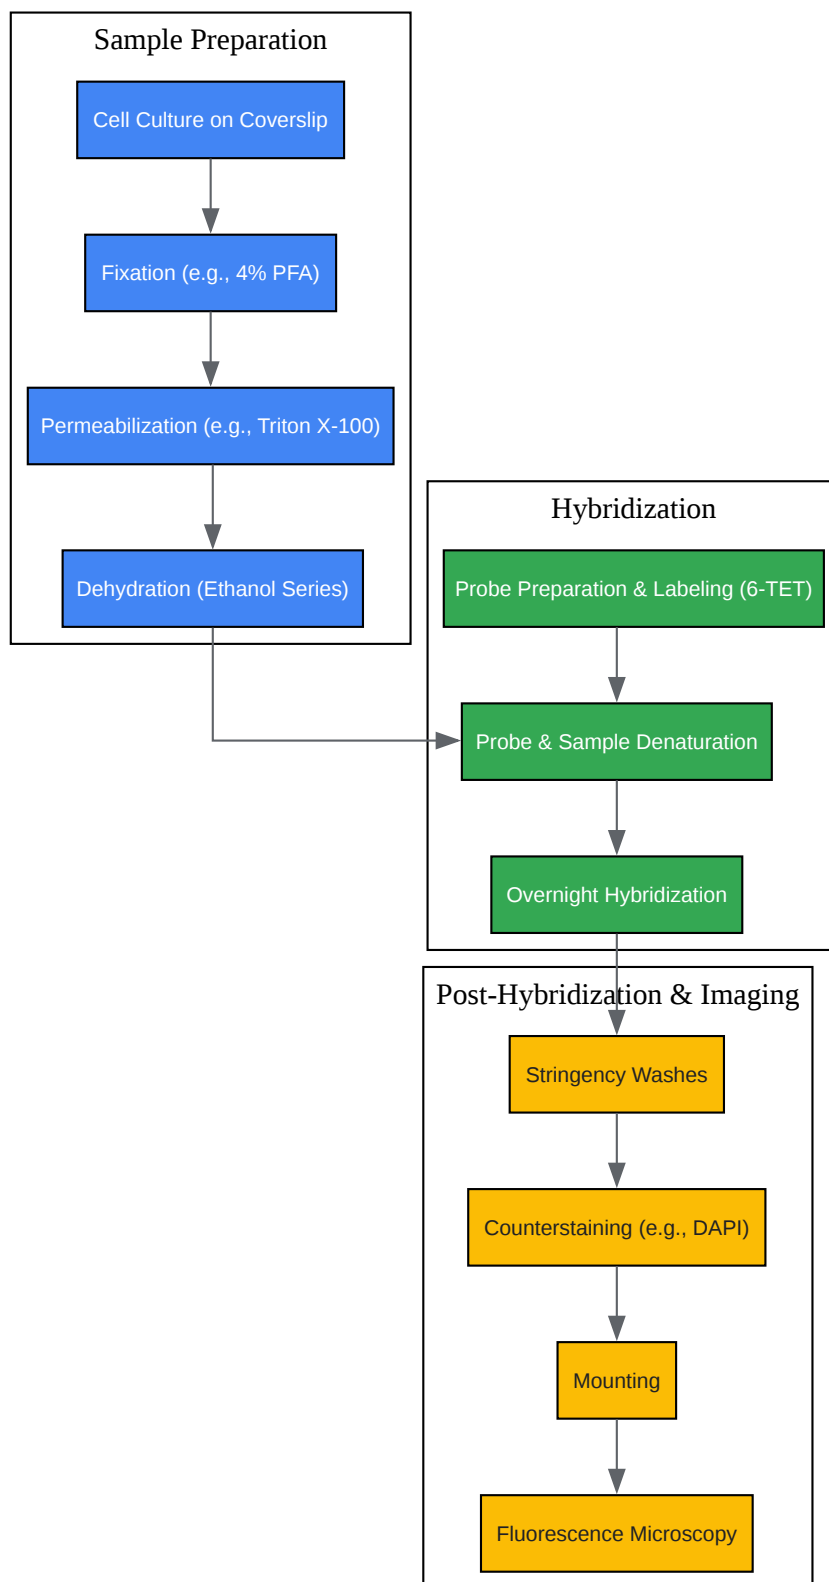 Sample Preparation
Cell Culture on Coverslip
Fixation (e.g., 4% PFA)
Permeabilization (e.g., Triton X-100)
Dehydration (Ethanol Series)
Hybridization
Probe Preparation & Labeling (6-TET)
Probe & Sample Denaturation
Overnight Hybridization
Post-Hybridization & Imaging
Stringency Washes
Counterstaining (e.g., DAPI)
Mounting
Fluorescence Microscopy